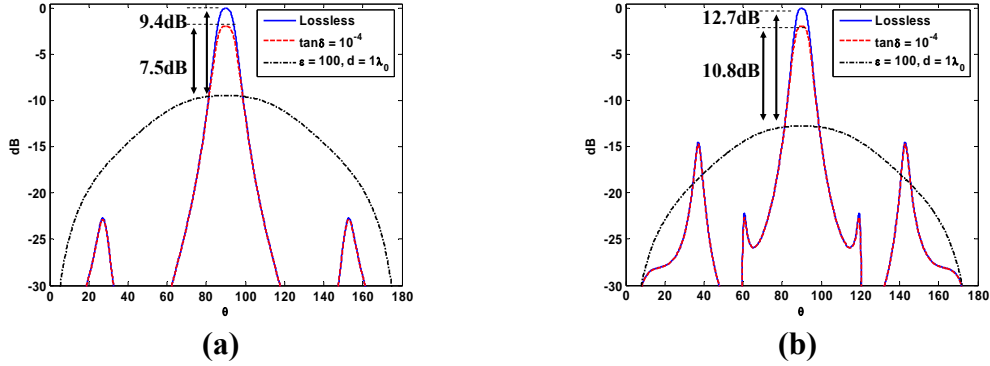 9.4dB
7.5dB
Lossless
tanδ = 10⁻⁴
ε = 100, d = 1λ₀
dB
0
-5
-10
-15
-20
-25
-30
0 20 40 60 80 100 120 140 160 180
θ
(a)
12.7dB
10.8dB
Lossless
tanδ = 10⁻⁴
ε = 100, d = 1λ₀
dB
0
-5
-10
-15
-20
-25
-30
0 20 40 60 80 100 120 140 160 180
θ
(b)